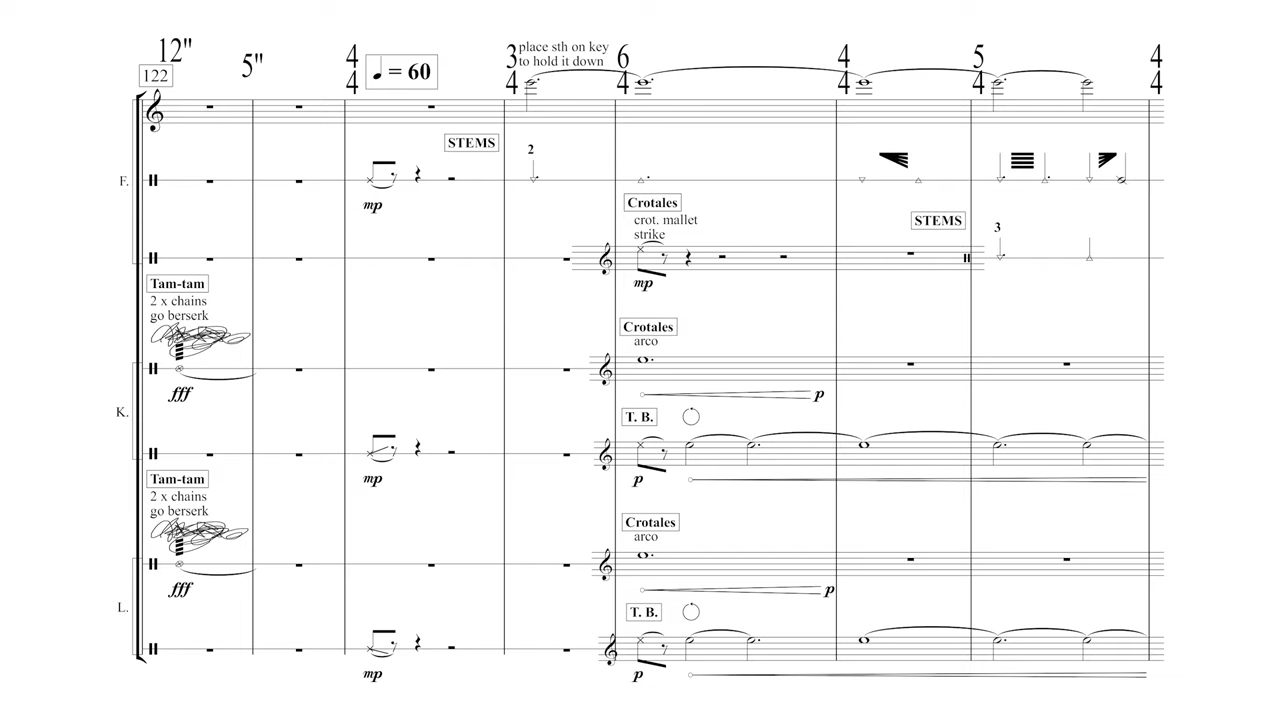 12"
5"
4
4
♩ = 60
3
4
place sth on key
to hold it down
6
4
4
4
5
4
4
4
122
STEMS
2
F.
mp
Crotales
crot. mallet
strike
STEMS
3
mp
Tam-tam
2 x chains
go berserk
Crotales
arco
fff
p
K.
T. B.
mp
p
Tam-tam
2 x chains
go berserk
Crotales
arco
fff
p
L.
T. B.
mp
p